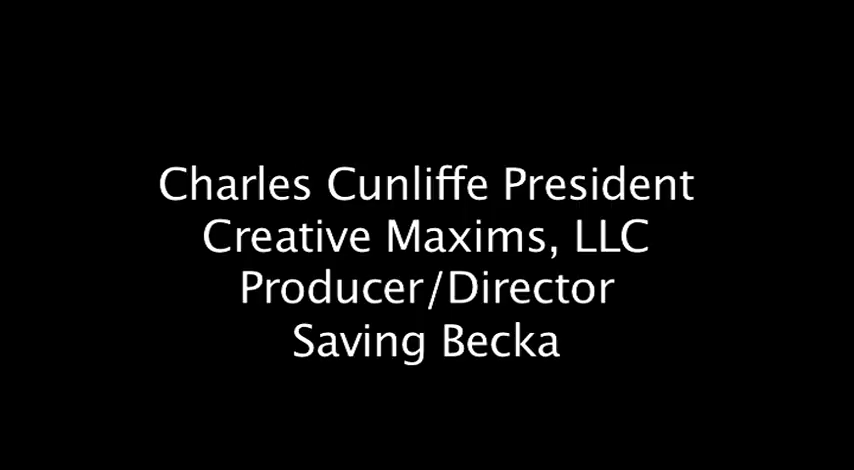 Charles Cunliffe President
Creative Maxims, LLC
Producer/Director
Saving Becka